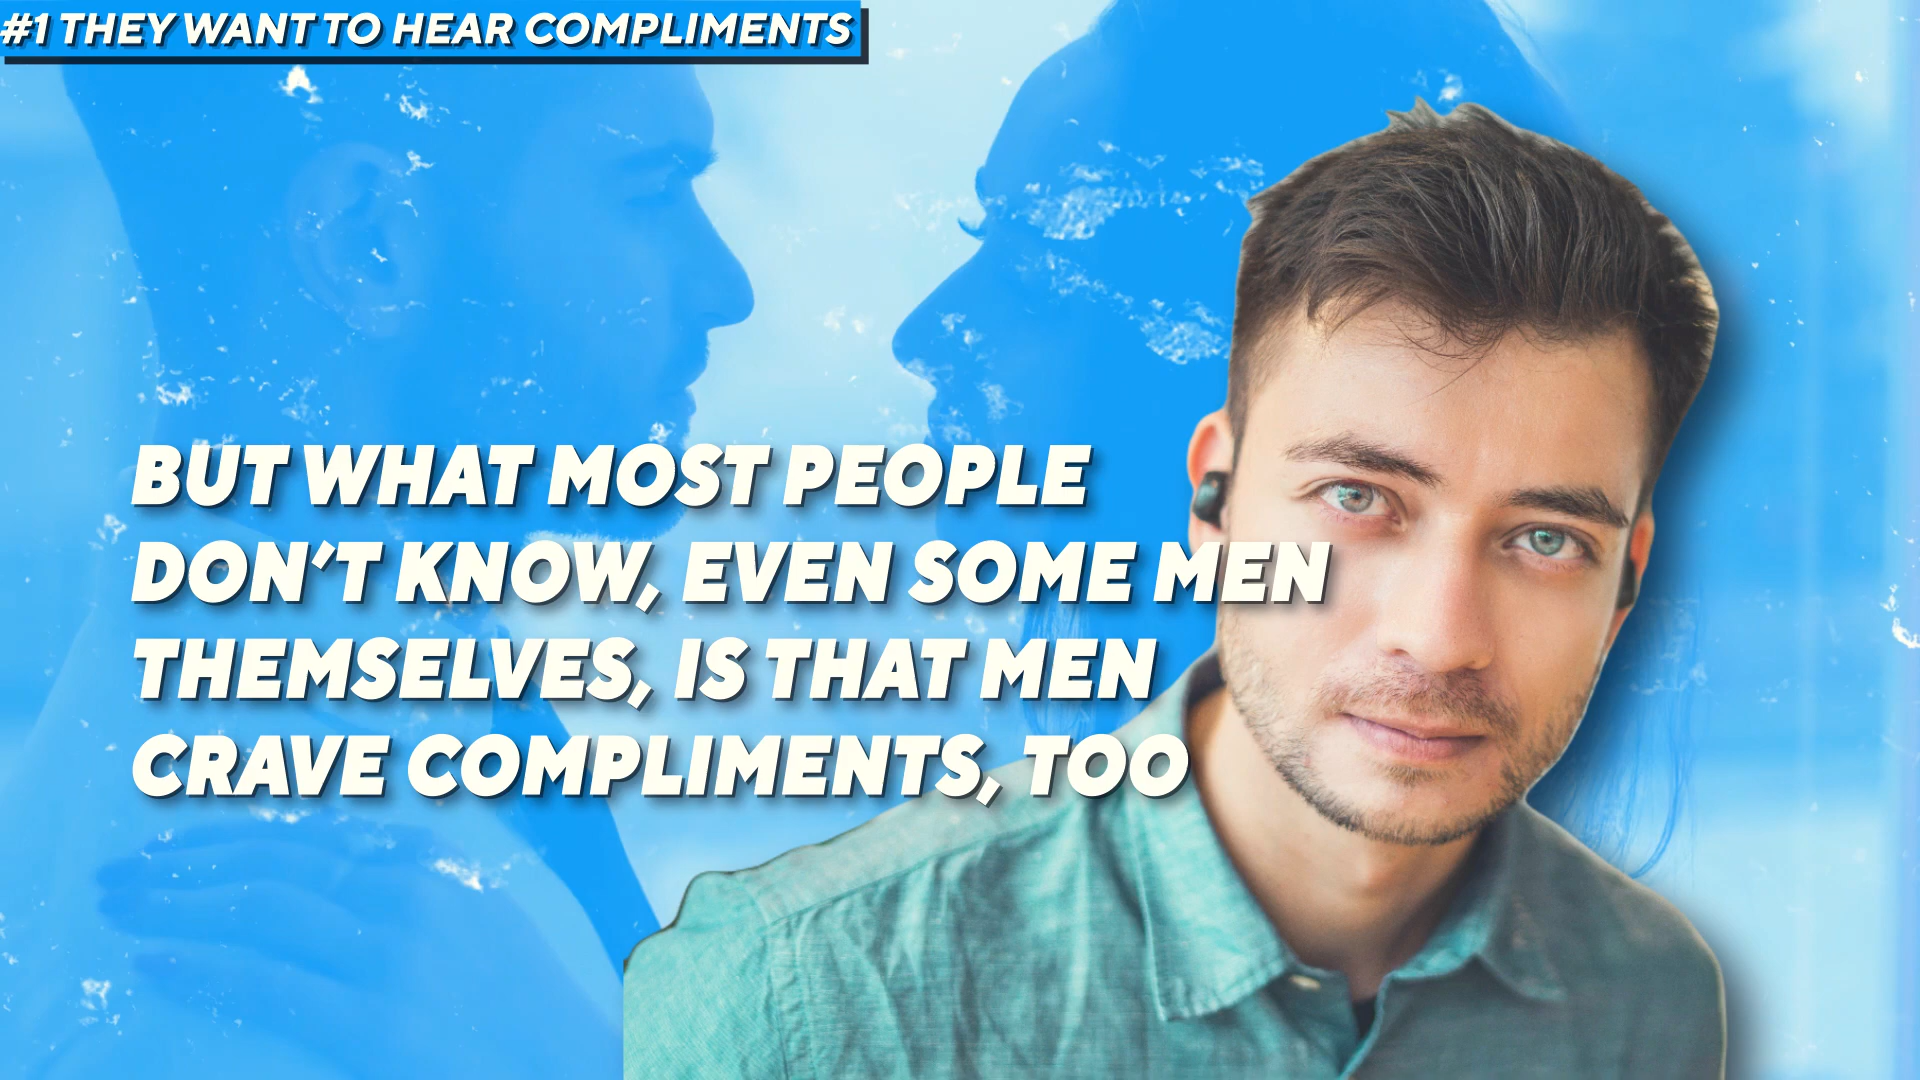 #1 THEY WANT TO HEAR COMPLIMENTS
BUT WHAT MOST PEOPLE
DON’T KNOW, EVEN SOME MEN
THEMSELVES, IS THAT MEN
CRAVE COMPLIMENTS, TOO